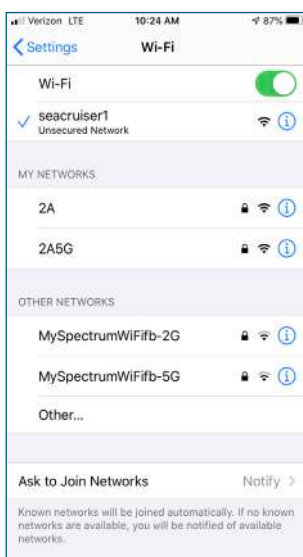 Verizon LTE 10:24 AM 87%
Settings Wi-Fi
Wi-Fi
seacruiser1
Unsecured Network
MY NETWORKS
2A
2A5G
OTHER NETWORKS
MySpectrumWiFifb-2G
MySpectrumWiFifb-5G
Other...
Ask to Join Networks Notify
Known networks will be joined automatically. If no known
networks are available, you will be notified of available
networks.